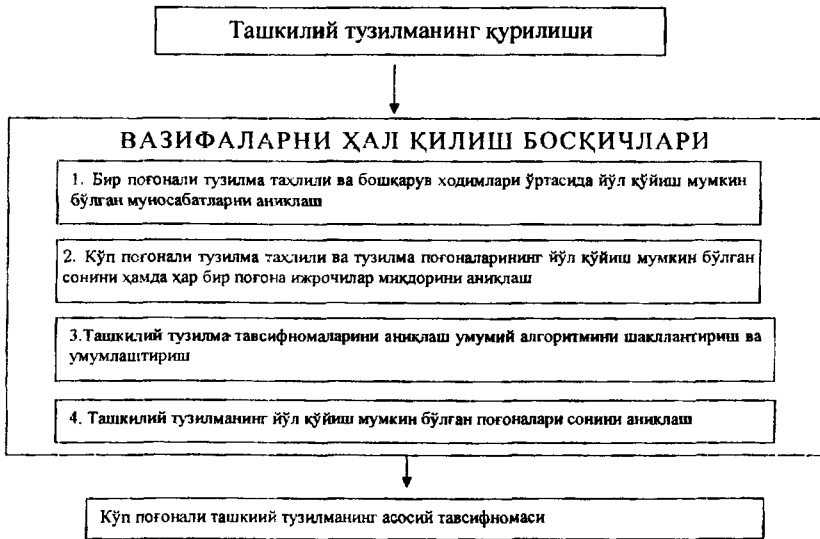 Ташкилий тузилманинг қурилиши
ВАЗИФАЛАРНИ ҲАЛ ҚИЛИШ БОСҚИЧЛАРИ
1. Бир поғонали тузилма таҳлили ва бошқарув ходимлари ўртасида йўл қўйиш мумкин
бўлган муносабатларни аниқлаш
2. Кўп поғонали тузилма таҳлили ва тузилма поғоналарининг йўл қўйиш мумкин бўлган
сонини ҳамда ҳар бир поғона ижрочилар миқдорини аниқлаш
3.Ташкилий тузилма тавсифномаларини аниқлаш умумий алгоритмини шакллантириш ва
умумлаштириш
4. Ташкилий тузилманинг йўл қўйиш мумкин бўлган поғоналари сонини аниқлаш
Кўп поғонали ташкиий тузилманинг асосий тавсифномаси